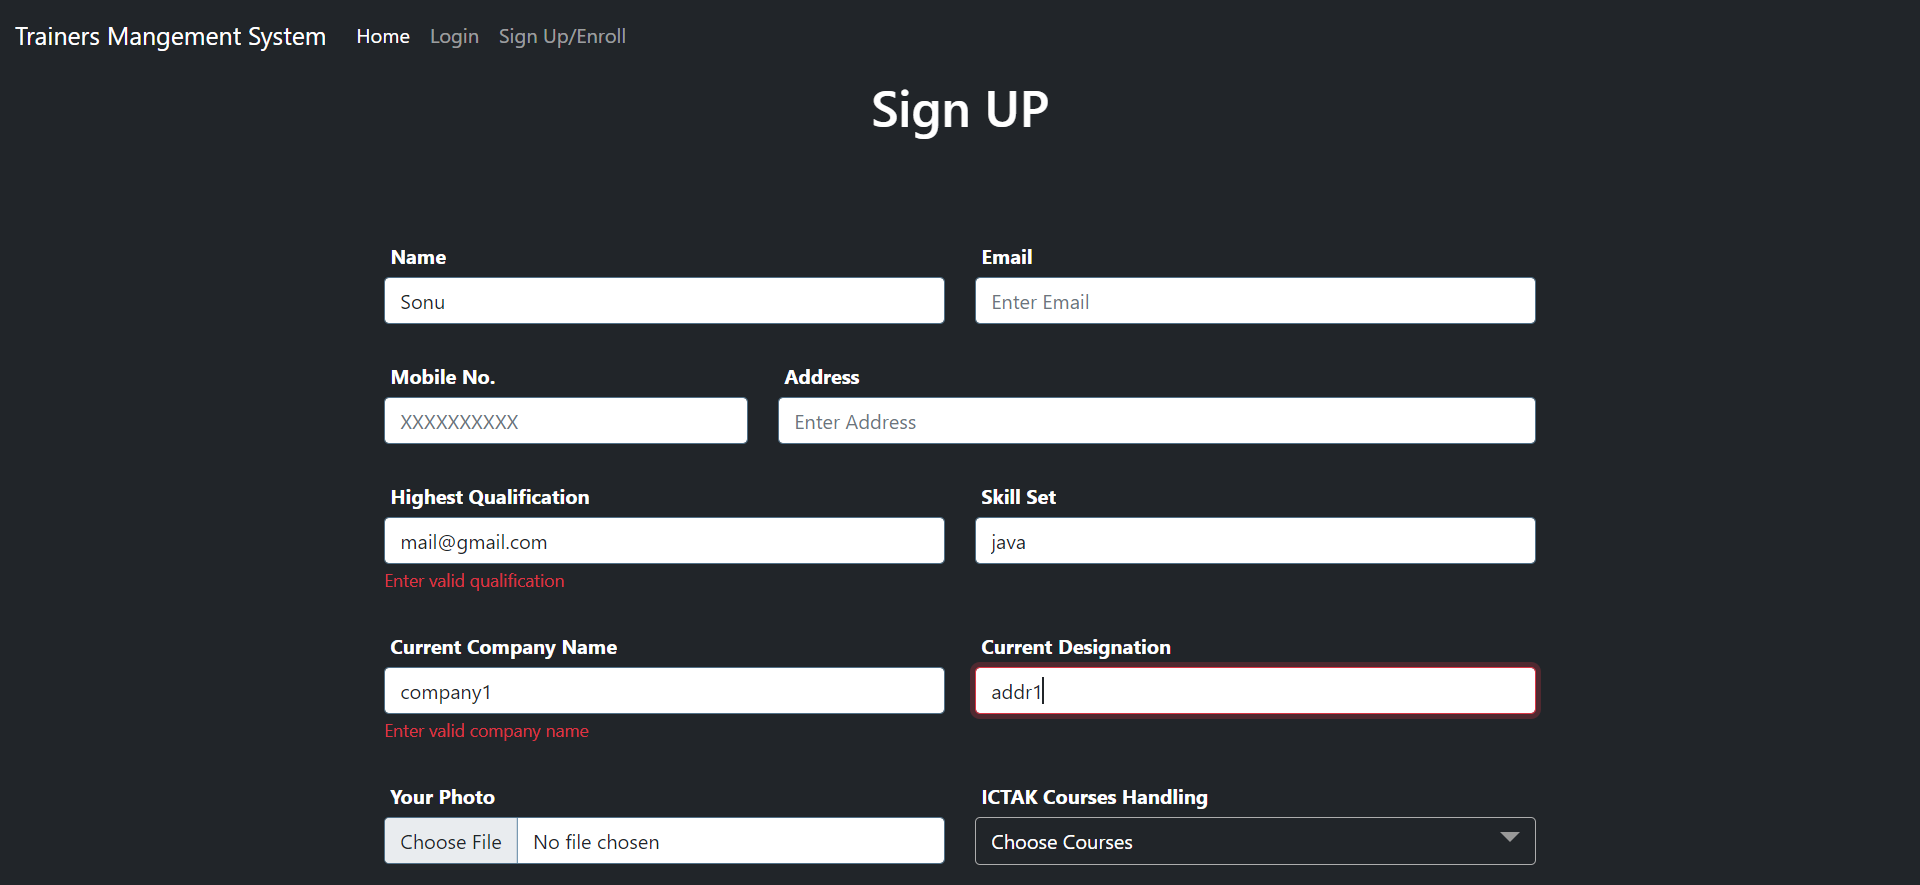 Trainers Mangement System Home Login Sign Up/Enroll
Sign UP
Name Email
Sonu Enter Email
Mobile No. Address
XXXXXXXXXX Enter Address
Highest Qualification Skill Set
mail@gmail.com java
Enter valid qualification
Current Company Name Current Designation
company1 addr1
Enter valid company name
Your Photo ICTAK Courses Handling
Choose File No file chosen Choose Courses